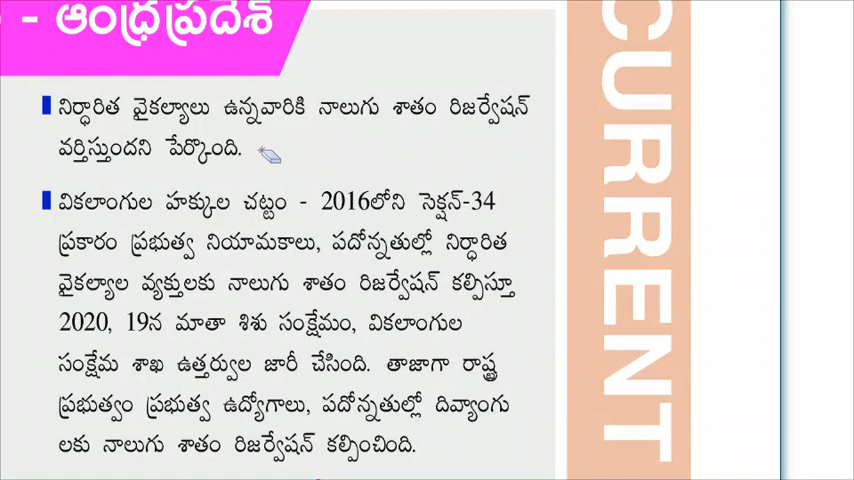 - ఆంధ్రప్రదేశ్
నిర్ధారిత వైకల్యాలు ఉన్నవారికి నాలుగు శాతం రిజర్వేషన్
వర్తిస్తుందని పేర్కొంది.
వికలాంగుల హక్కుల చట్టం - 2016లోని సెక్షన్-34
ప్రకారం ప్రభుత్వ నియామకాలు, పదోన్నతుల్లో నిర్ధారిత
వైకల్యాల వ్యక్తులకు నాలుగు శాతం రిజర్వేషన్ కల్పిస్తూ
2020, 19న మాతా శిశు సంక్షేమం, వికలాంగుల
సంక్షేమ శాఖ ఉత్తర్వుల జారీ చేసింది. తాజాగా రాష్ట్ర
ప్రభుత్వం ప్రభుత్వ ఉద్యోగాలు, పదోన్నతుల్లో దివ్యాంగు
లకు నాలుగు శాతం రిజర్వేషన్ కల్పించింది.
CURRENT